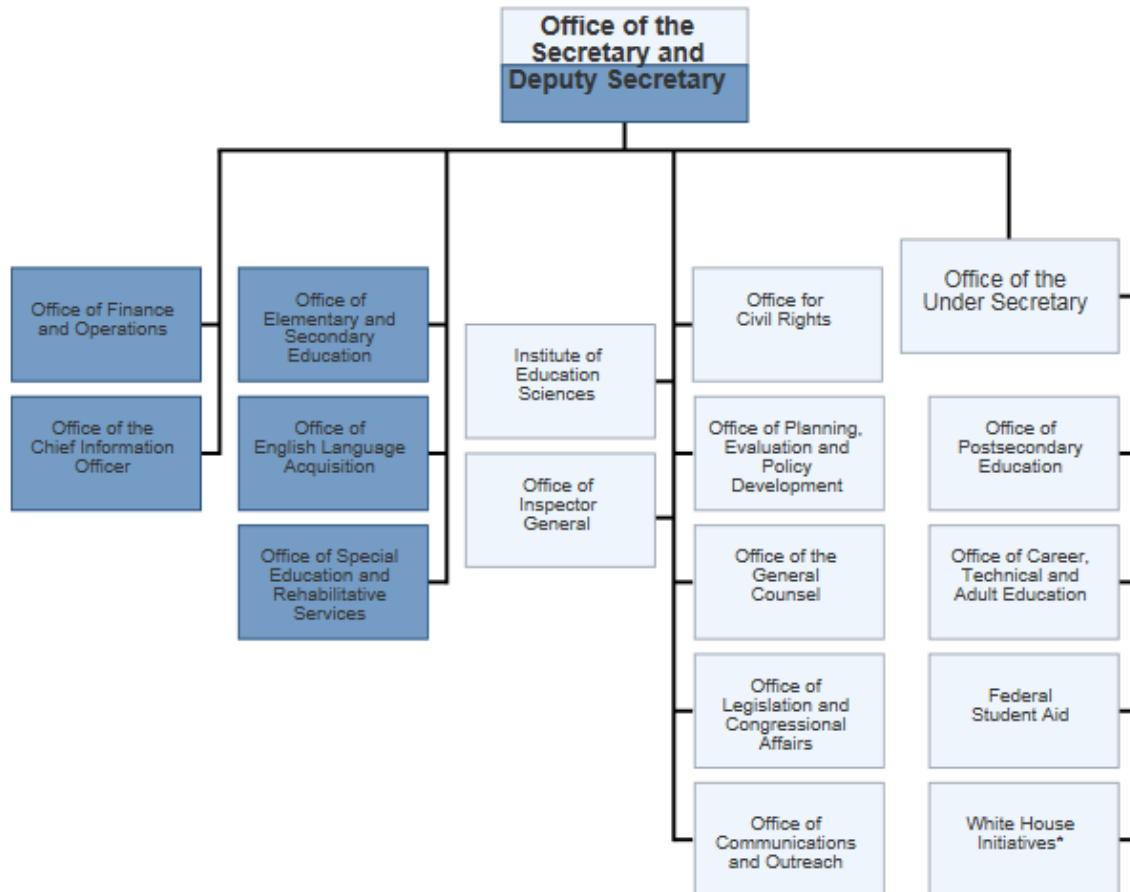 Office of the
Secretary and
Deputy Secretary
Office of Finance
and Operations
Office of the
Chief Information
Officer
Office of
Elementary and
Secondary
Education
Office of
English Language
Acquisition
Office of Special
Education and
Rehabilitative
Services
Institute of
Education
Sciences
Office of
Inspector
General
Office for
Civil Rights
Office of Planning,
Evaluation and
Policy
Development
Office of the
General
Counsel
Office of
Legislation and
Congressional
Affairs
Office of
Communications
and Outreach
Office of the
Under Secretary
Office of
Postsecondary
Education
Office of Career,
Technical and
Adult Education
Federal
Student Aid
White House
Initiatives*